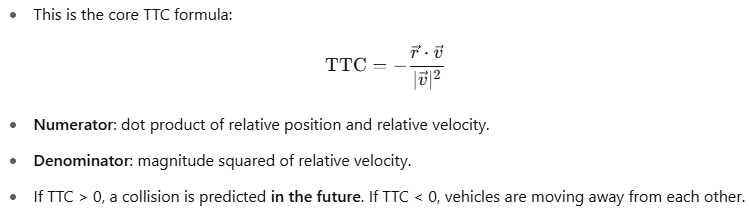 • This is the core TTC formula:
TTC = − \frac{\vec{r} · \vec{v}}{|\vec{v}|^2}
• Numerator: dot product of relative position and relative velocity.
• Denominator: magnitude squared of relative velocity.
• If TTC > 0, a collision is predicted in the future. If TTC < 0, vehicles are moving away from each other.